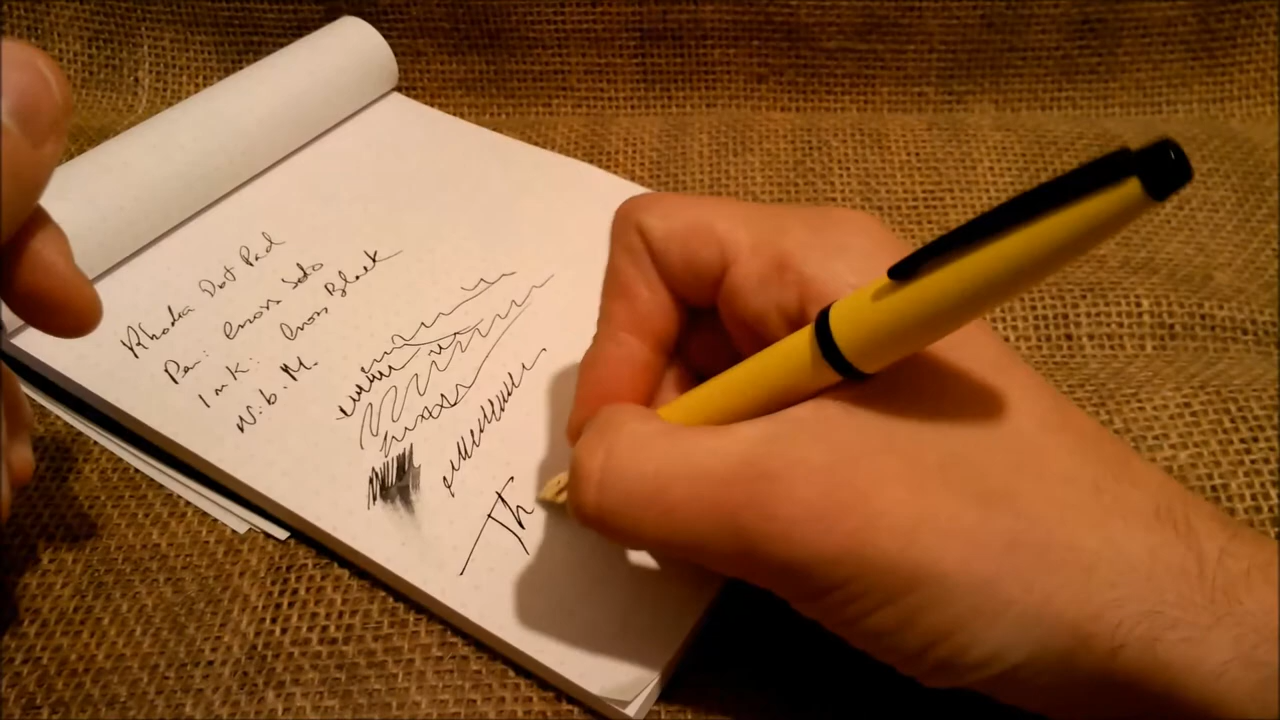 Rhodia Dot Pad
Pen: Cross Solo
Ink: Cross Black
Nib: M.
Th